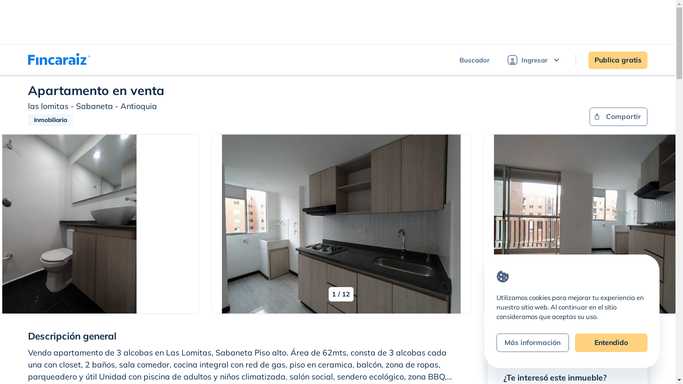 Fincaraiz
Buscador
Ingresar
Publica gratis
Apartamento en venta
las lomitas - Sabaneta - Antioquia
Inmobiliaria
Compartir
1 / 12
Utilizamos cookies para mejorar tu experiencia en
nuestro sitio web. Al continuar en el sitio
consideramos que aceptas su uso.
Más información
Entendido
Descripción general
Vendo apartamento de 3 alcobas en Las Lomitas, Sabaneta Piso alto. Área de 62mts, consta de 3 alcobas cada
una con closet, 2 baños, sala comedor, cocina integral con red de gas, piso en ceramica, balcón, zona de ropas,
parqueadero y útil Unidad con piscina de adultos y niños climatizada, salón social, sendero ecológico, zona BBQ,...
¿Te interesó este inmueble?